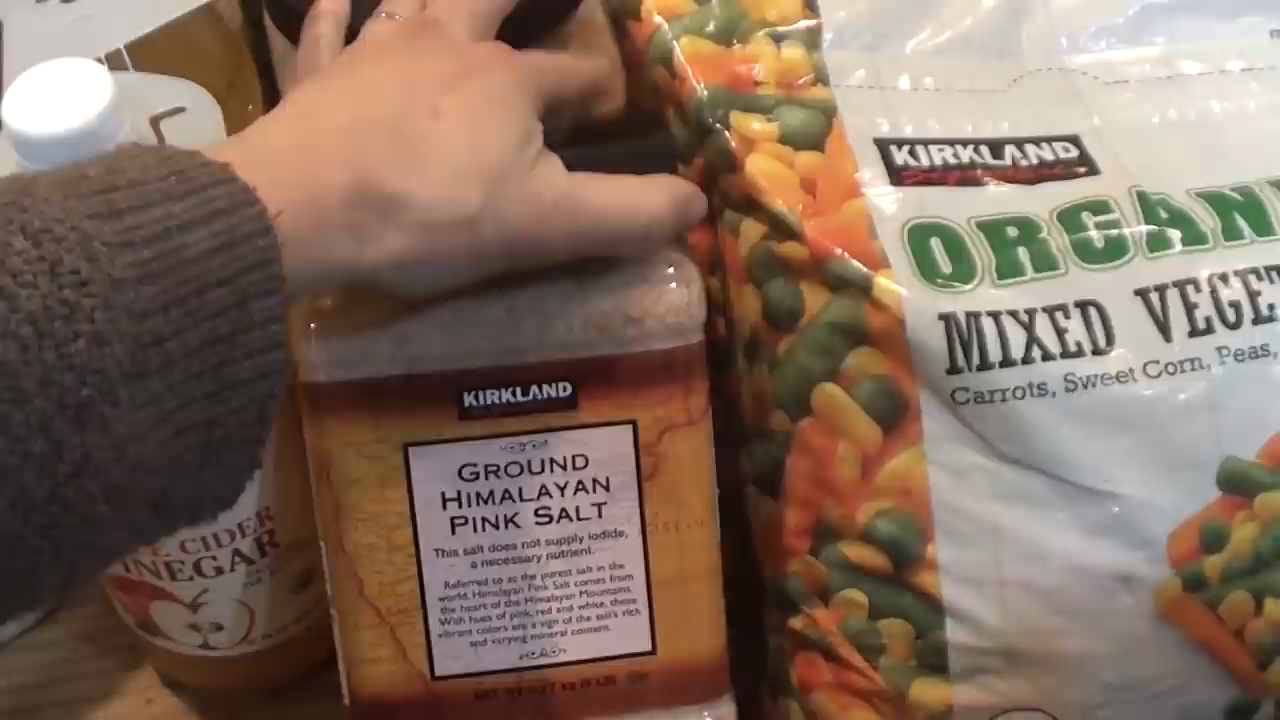 KIRKLAND
GROUND
HIMALAYAN
PINK SALT
This salt does not supply iodide,
a necessary nutrient.
Referred to as the purest salt in the
world, Himalayan Pink Salt comes from
the heart of the Himalayan Mountains.
With hues of pink, red and white, these
vibrant colors are a sign of the salt's rich
and varying mineral content.
CIDER
INEGAR
KIRKLAND
Signature
ORGAN
MIXED VEGET
Carrots, Sweet Corn, Peas,